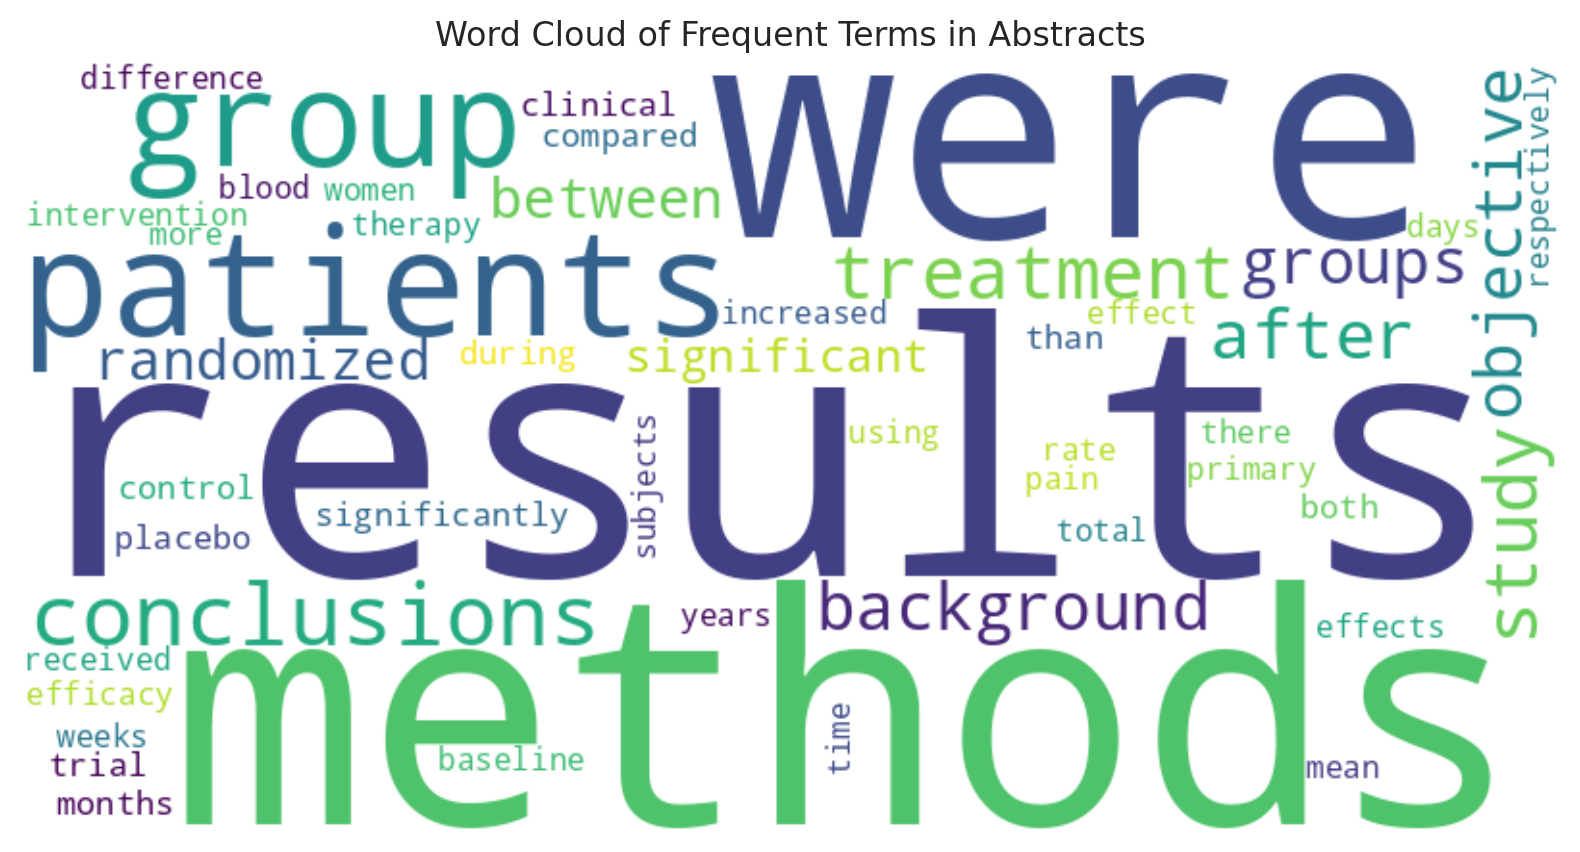 Word Cloud of Frequent Terms in Abstracts
difference
group
clinical
compared
were
objective
respectively
blood
women
between
intervention
more
therapy
days
patients
treatment
groups
increased
effect
after
than
randomized
during
significant
results
subjects
using
there
rate
primary
pain
control
significantly
both
placebo
total
study
conclusions
years
background
effects
received
methods
efficacy
weeks
time
trial
baseline
mean
months